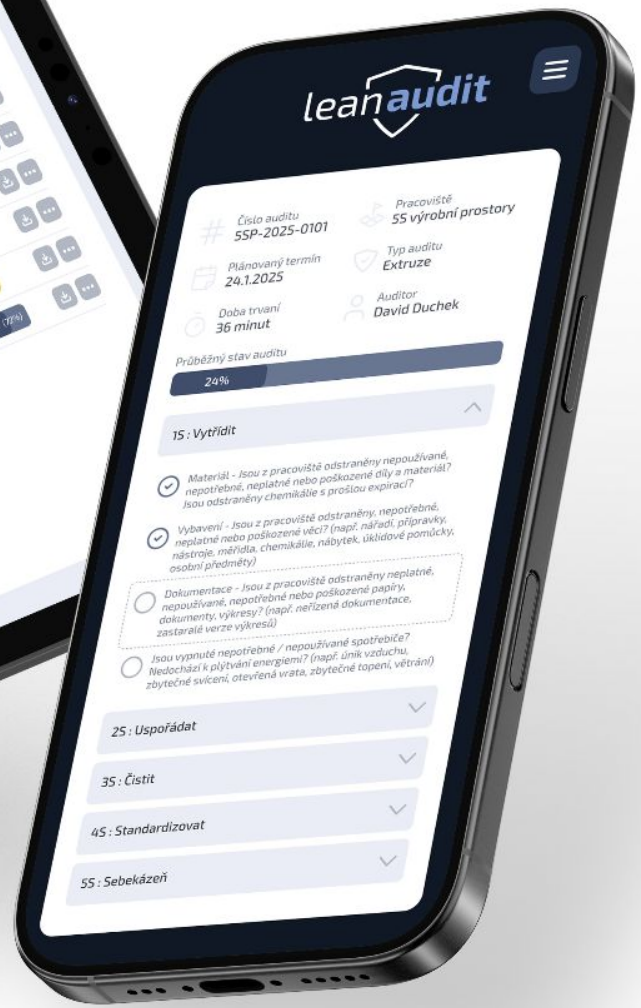 leanaudit
Číslo auditu
5SP-2025-0101
Pracoviště
5S výrobní prostory
Plánovaný termín
24.1.2025
Typ auditu
Extruze
Doba trvaní
36 minut
Auditor
David Duchek
Průběžný stav auditu
24%
1S : Vytřídit
Materiál - Jsou z pracoviště odstraněny nepoužívané,
nepotřebné, neplatné nebo poškozené díly a materiál?
Jsou odstraněny chemikálie s prošlou expirací?
Vybavení - Jsou z pracoviště odstraněny, nepotřebné,
neplatné nebo poškozené věci? (např. nářadí, přípravky,
nástroje, měřidla, chemikálie, nábytek, úklidové pomůcky,
osobní předměty)
Dokumentace - Jsou z pracoviště odstraněny neplatné,
nepoužívané, nepotřebné nebo poškozené papíry,
dokumenty, výkresy? (např. neřízená dokumentace,
zastaralé verze výkresů)
Jsou vypnuté nepotřebné / nepoužívané spotřebiče?
Nedochází k plýtvání energiemi? (např. únik vzduchu,
zbytečné svícení, otevřená vrata, zbytečné topení, větrání)
2S : Uspořádat
3S : Čistit
4S : Standardizovat
5S : Sebekázeň